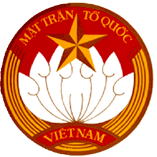 MẶT TRẬN TỔ QUỐC
VIỆT NAM